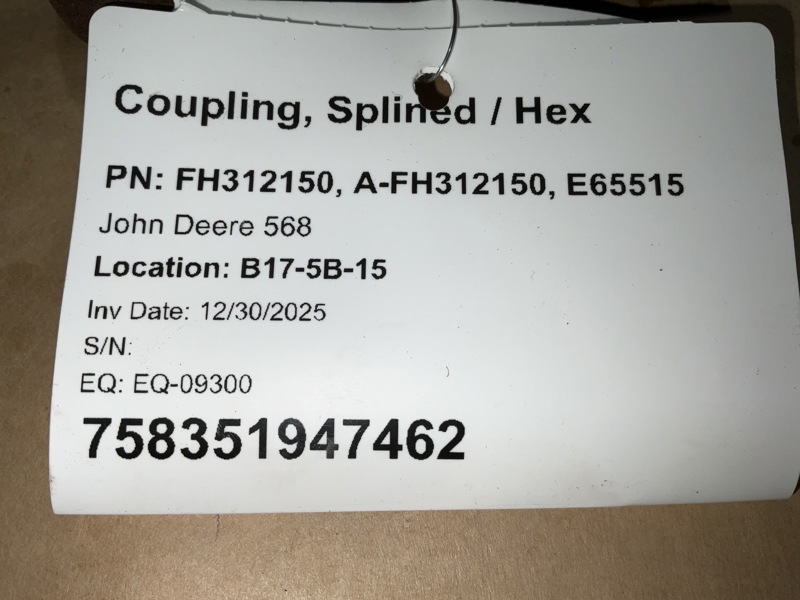 Coupling, Splined / Hex
PN: FH312150, A-FH312150, E65515
John Deere 568
Location: B17-5B-15
Inv Date: 12/30/2025
S/N:
EQ: EQ-09300
758351947462